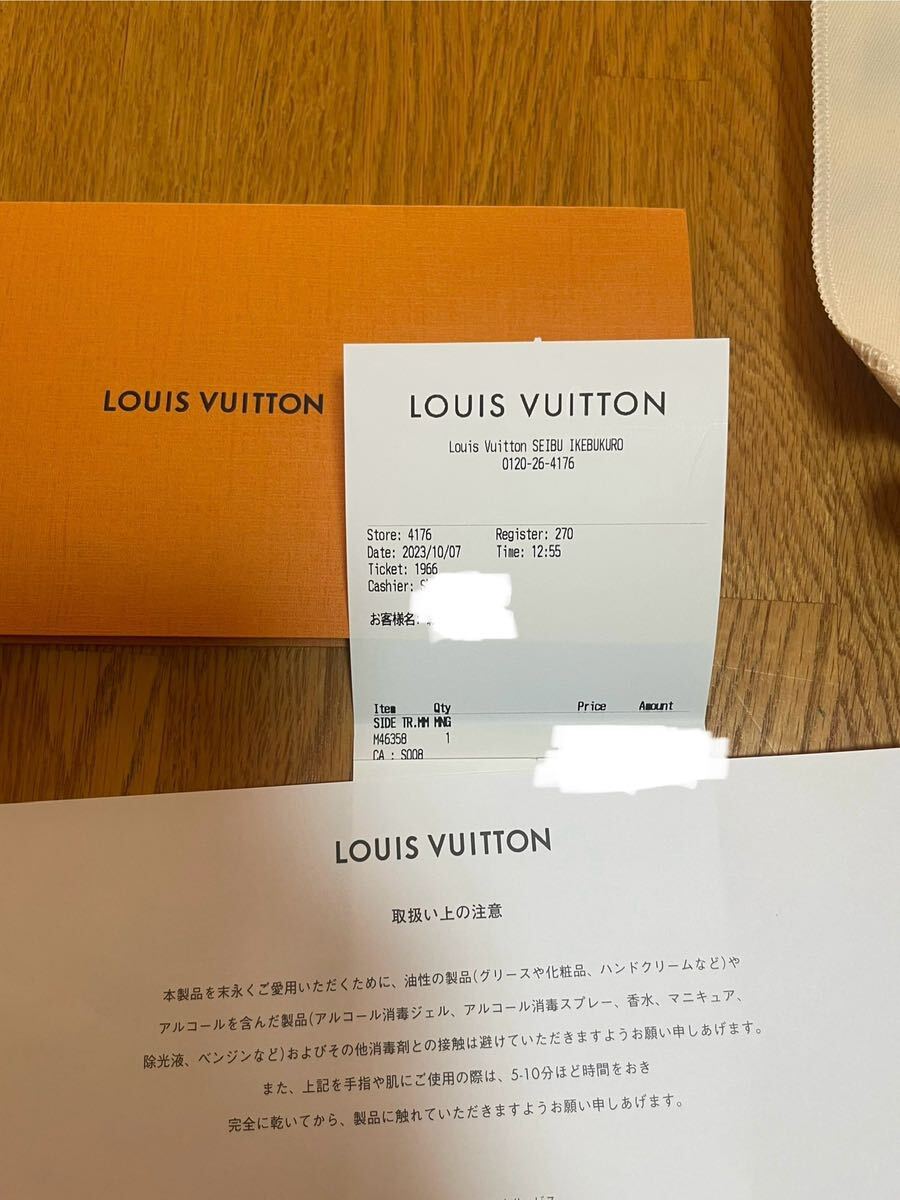 LOUIS VUITTON
LOUIS VUITTON
Louis Vuitton SEIBU IKEBUKURO
0120-26-4176
Store: 4176 Register: 270
Date: 2023/10/07 Time: 12:55
Ticket: 1966
Cashier:
お客様名:
Item Qty Price Amount
SIDE TR.MM MNG
M46358 1
CA : S008
LOUIS VUITTON
取扱い上の注意
本製品を末永くご愛用いただくために、油性の製品(グリースや化粧品、ハンドクリームなど)や
アルコールを含んだ製品(アルコール消毒ジェル、アルコール消毒スプレー、香水、マニキュア、
除光液、ベンジンなど)およびその他消毒剤との接触は避けていただきますようお願い申しあげます。
また、上記を手指や肌にご使用の際は、5-10分ほど時間をおき
完全に乾いてから、製品に触れていただきますようお願い申しあげます。